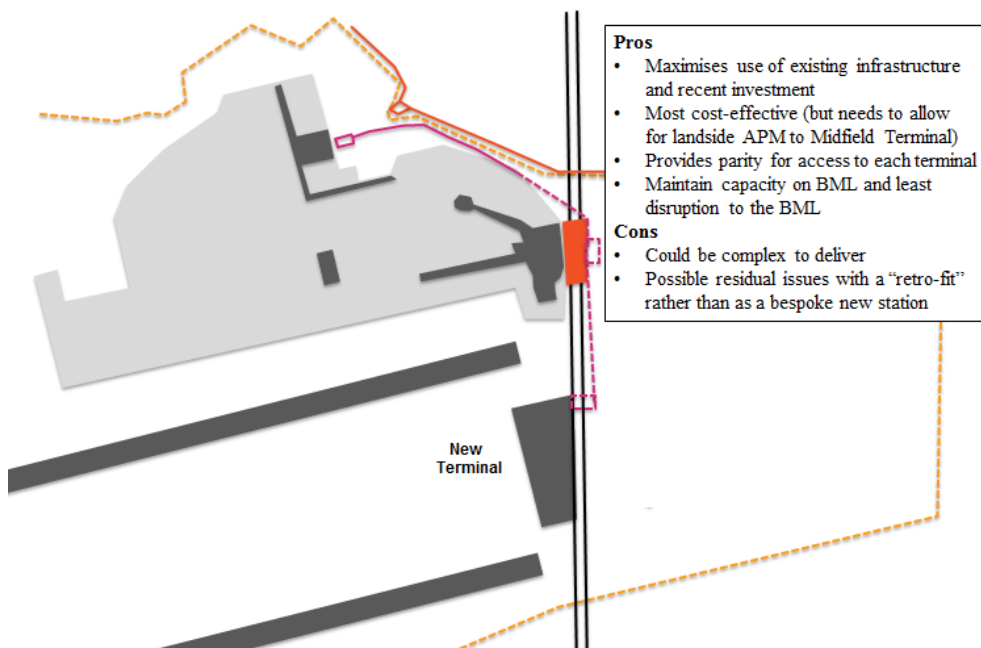 Pros
• Maximises use of existing infrastructure
and recent investment
• Most cost-effective (but needs to allow
for landside APM to Midfield Terminal)
• Provides parity for access to each terminal
• Maintain capacity on BML and least
disruption to the BML
Cons
• Could be complex to deliver
• Possible residual issues with a “retro-fit”
rather than as a bespoke new station
New
Terminal